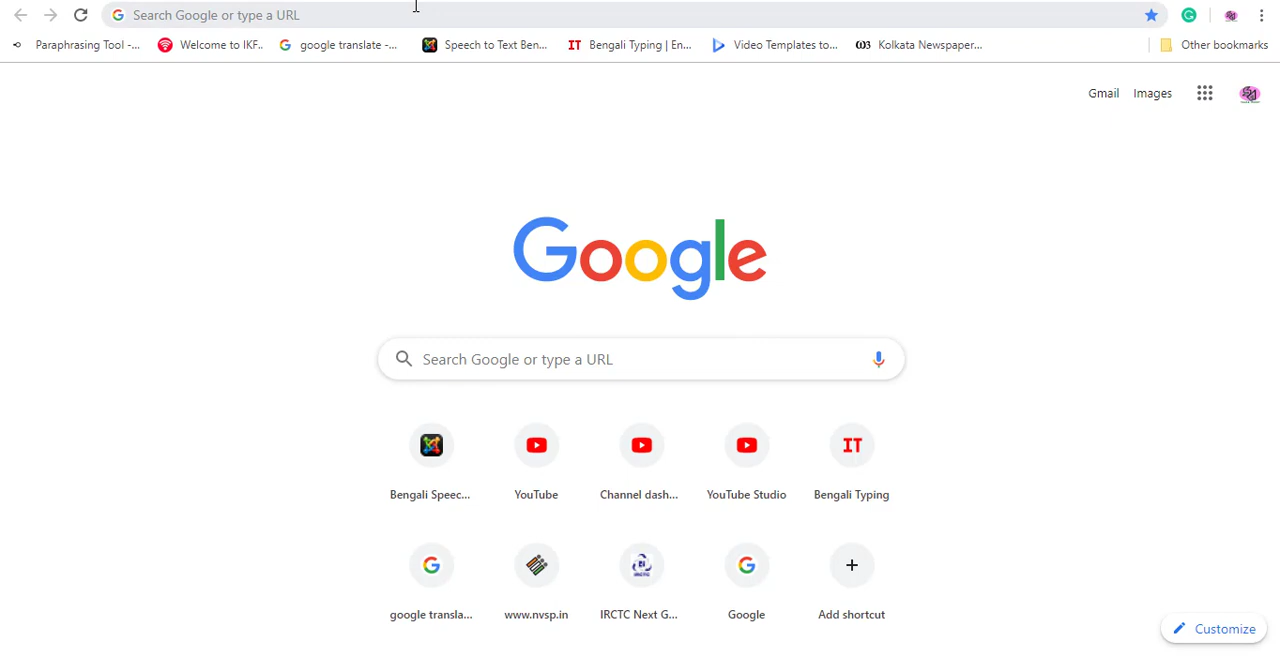 Search Google or type a URL
Paraphrasing Tool -... Welcome to IKF.. google translate -... Speech to Text Ben... IT Bengali Typing | En... Video Templates to... Kolkata Newspaper... Other bookmarks
Gmail Images
Google
Search Google or type a URL
IT
Bengali Speec... YouTube Channel dash... YouTube Studio Bengali Typing
google transla... www.nvsp.in IRCTC Next G... Google Add shortcut
Customize